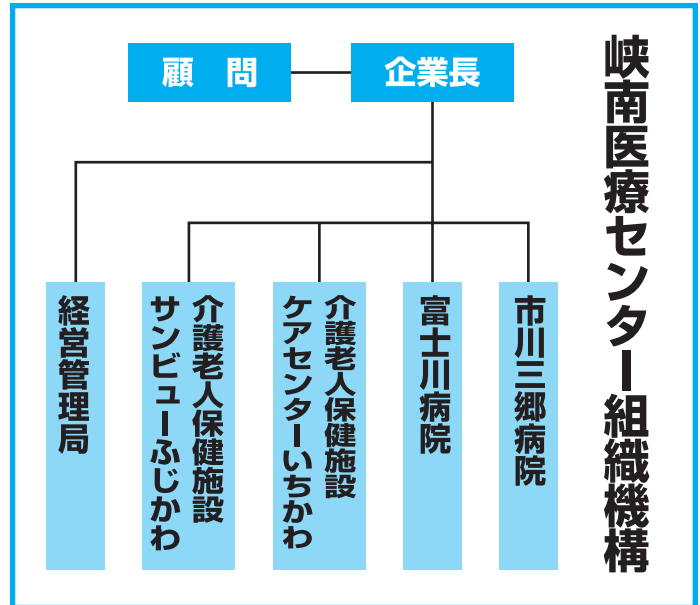 峡南医療センター組織機構
顧　問
企業長
市川三郷病院
富士川病院
介護老人保健施設
ケアセンターいちかわ
介護老人保健施設
サンビューふじかわ
経営管理局